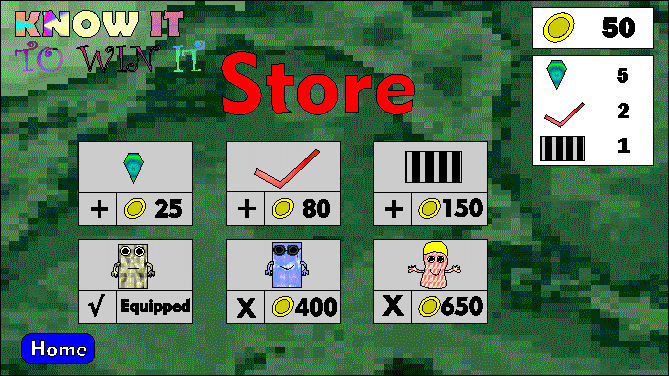 KNOW IT
TO WIN IT
50
Store
5
2
1
+ 25
+ 80
+ 150
√ Equipped
X 400
X 650
Home